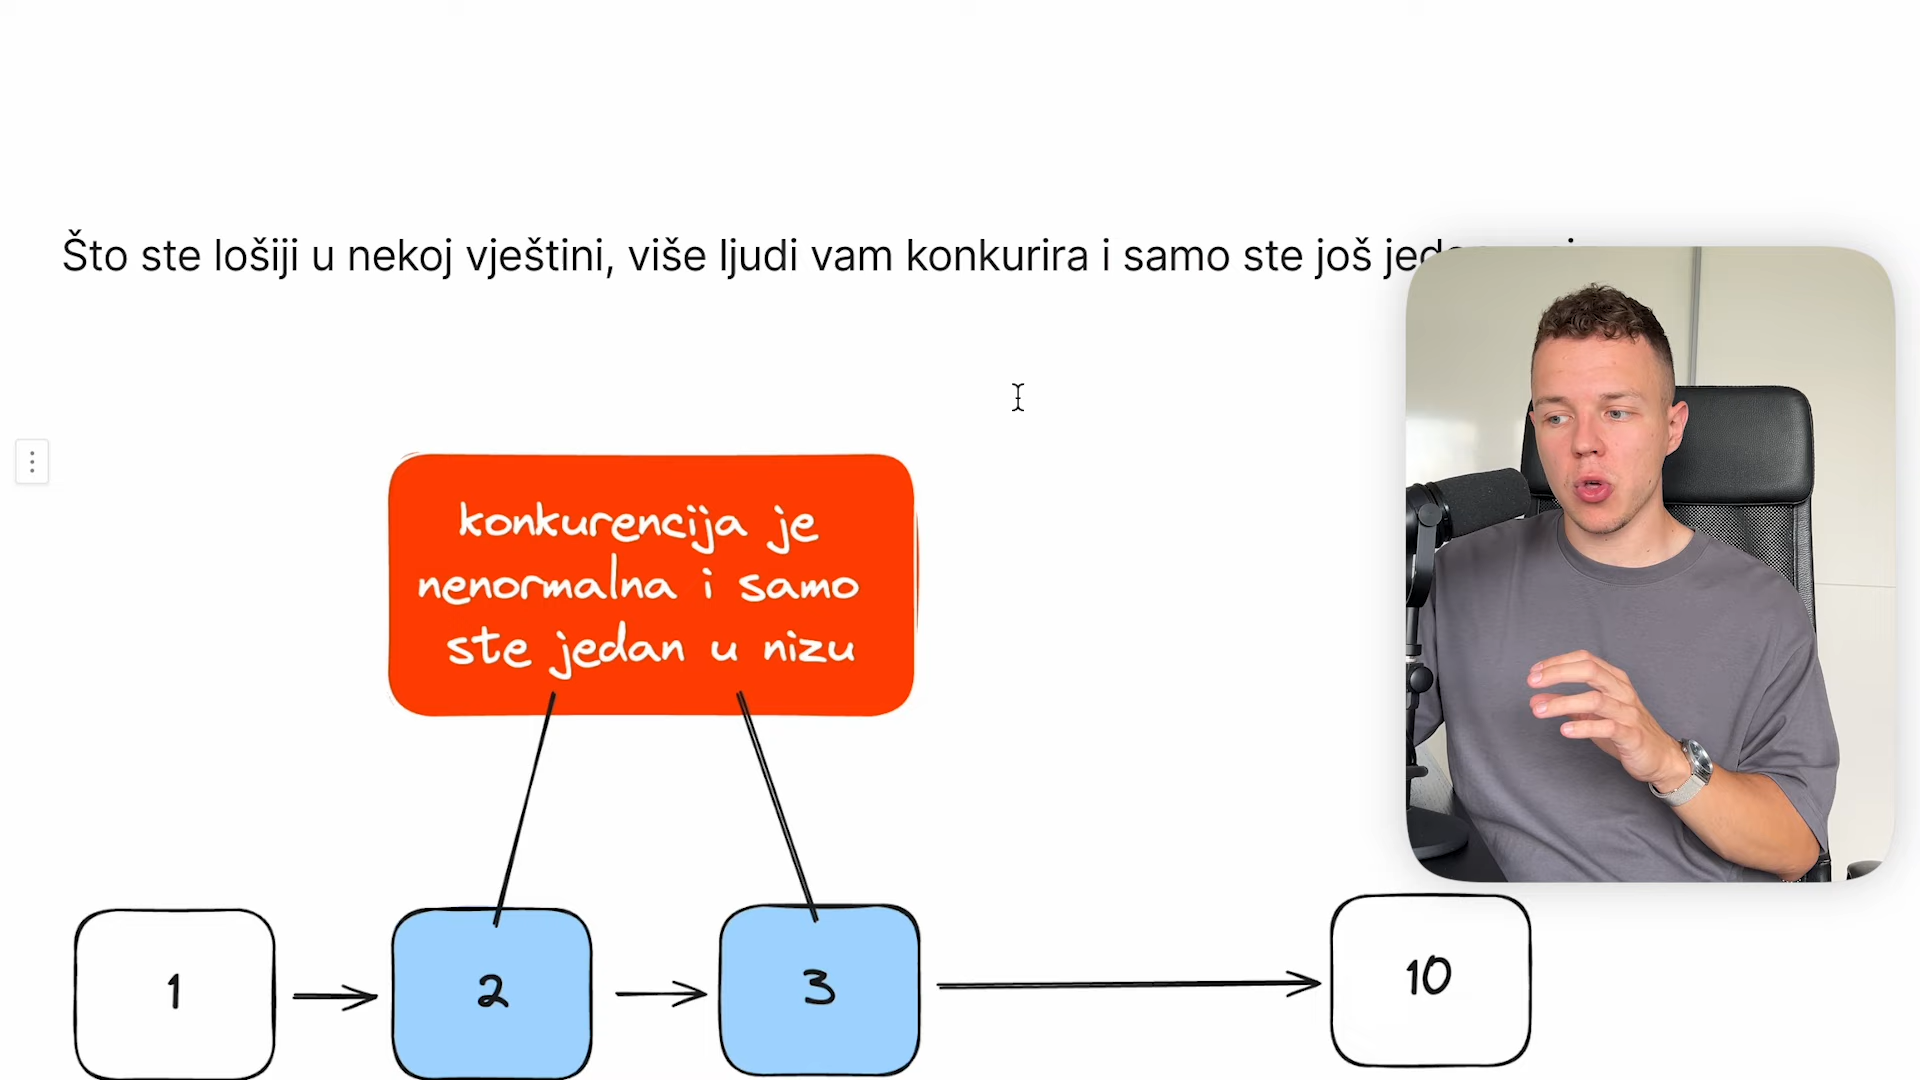 Što ste lošiji u nekoj vještini, više ljudi vam konkurira i samo ste još
konkurencija je
nenormalna i samo
ste jedan u nizu
1
2
3
10